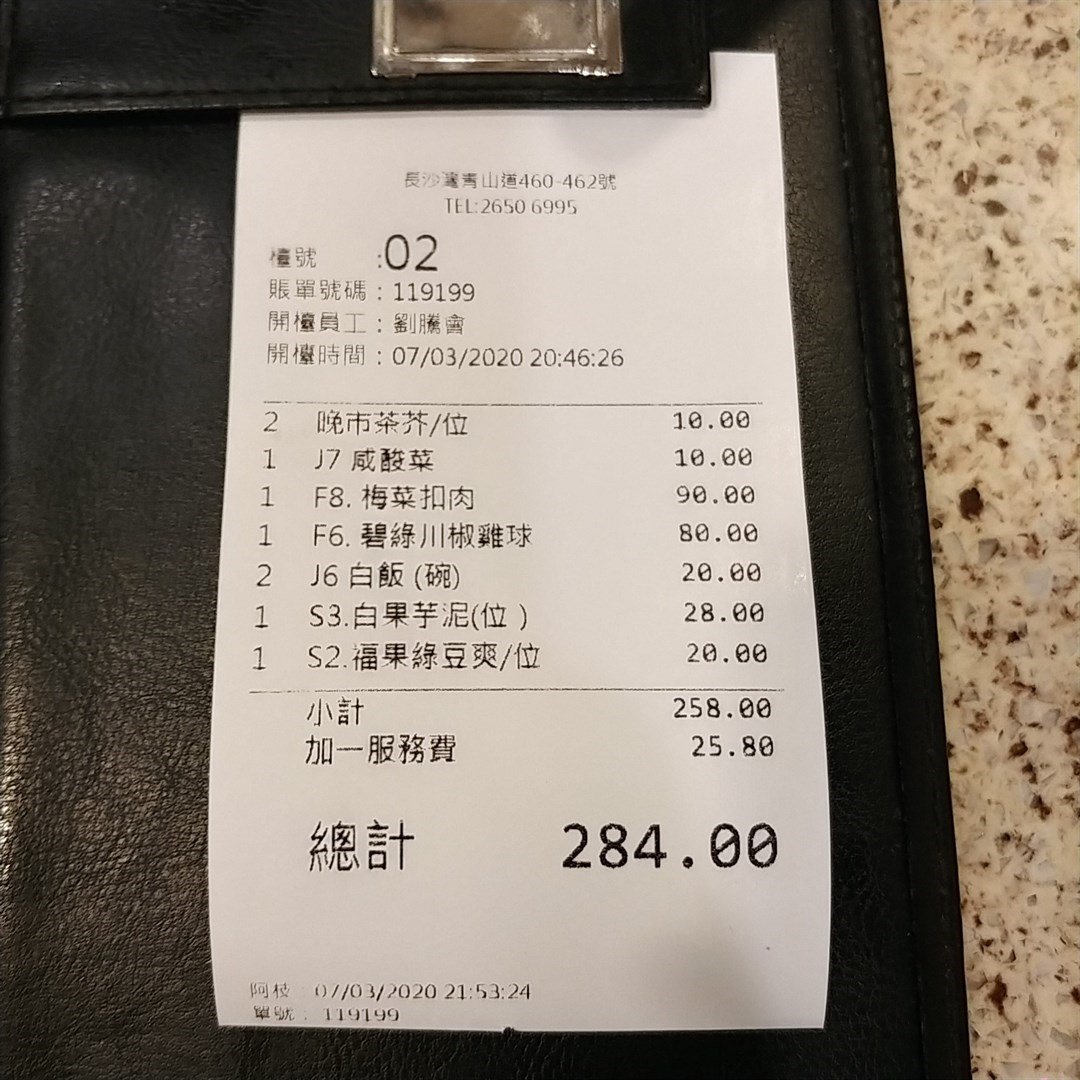 長沙灣青山道460-462號
TEL:2650 6995
檯號 :02
賬單號碼 : 119199
開檯員工 : 劉騰會
開檯時間 : 07/03/2020 20:46:26
2 晚市茶芥/位 10.00
1 J7 咸酸菜 10.00
1 F8. 梅菜扣肉 90.00
1 F6. 碧綠川椒雞球 80.00
2 J6 白飯 (碗) 20.00
1 S3.白果芋泥(位 ) 28.00
1 S2.福果綠豆爽/位 20.00
小計 258.00
加一服務費 25.80
總計 284.00
阿枝 07/03/2020 21:53:24
單號 : 119199